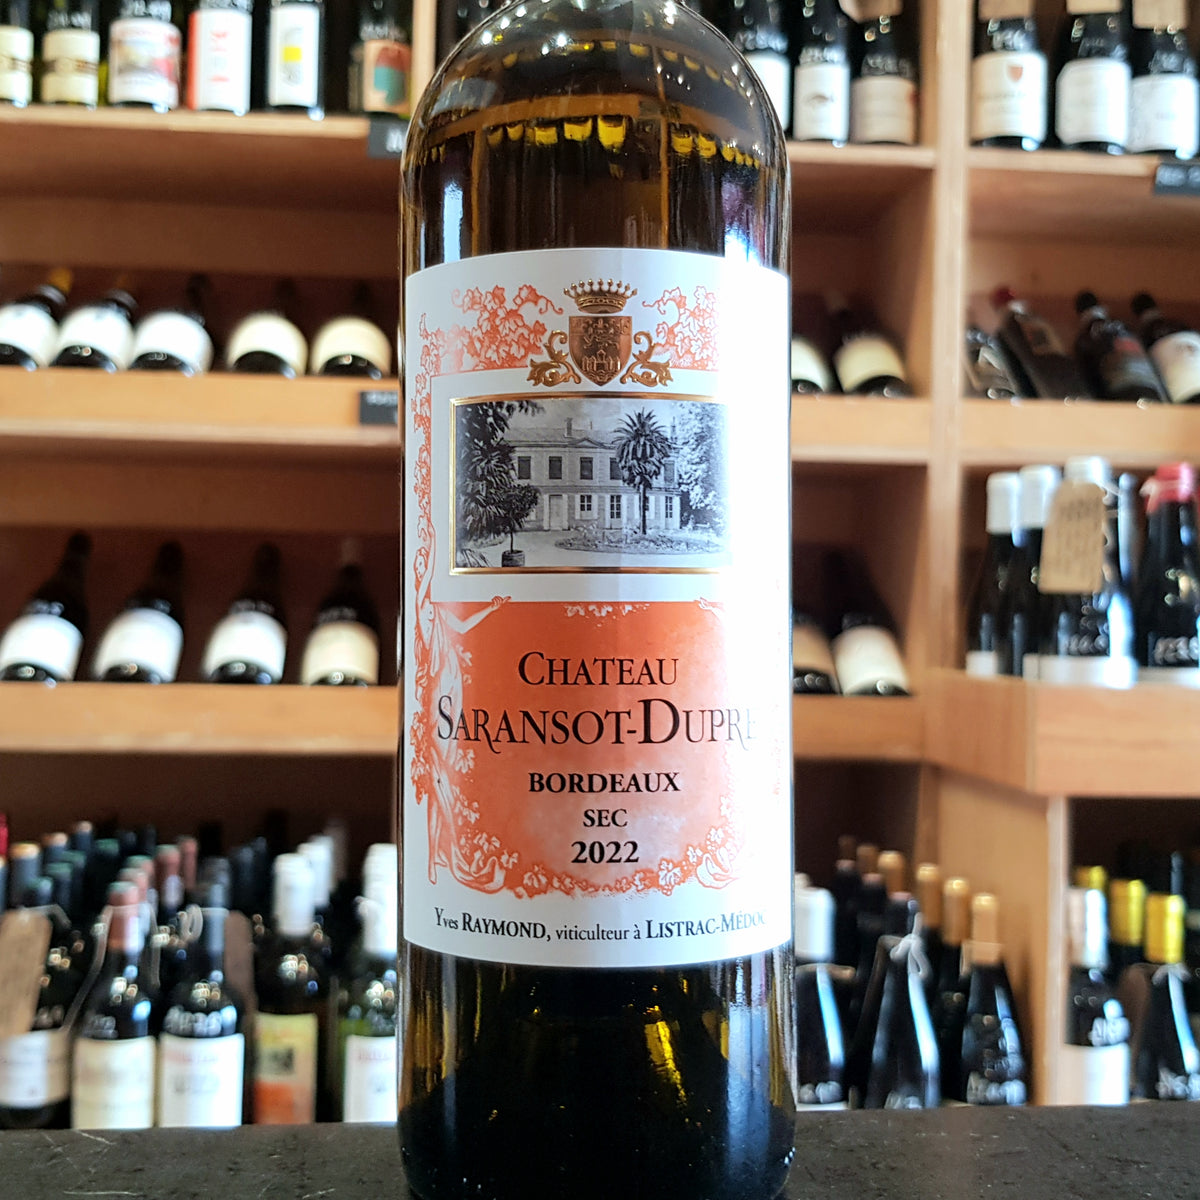 CHATEAU
SARANSOT-DUPRE
BORDEAUX
SEC
2022
Yves RAYMOND, viticulteur à LISTRAC-MÉDOC